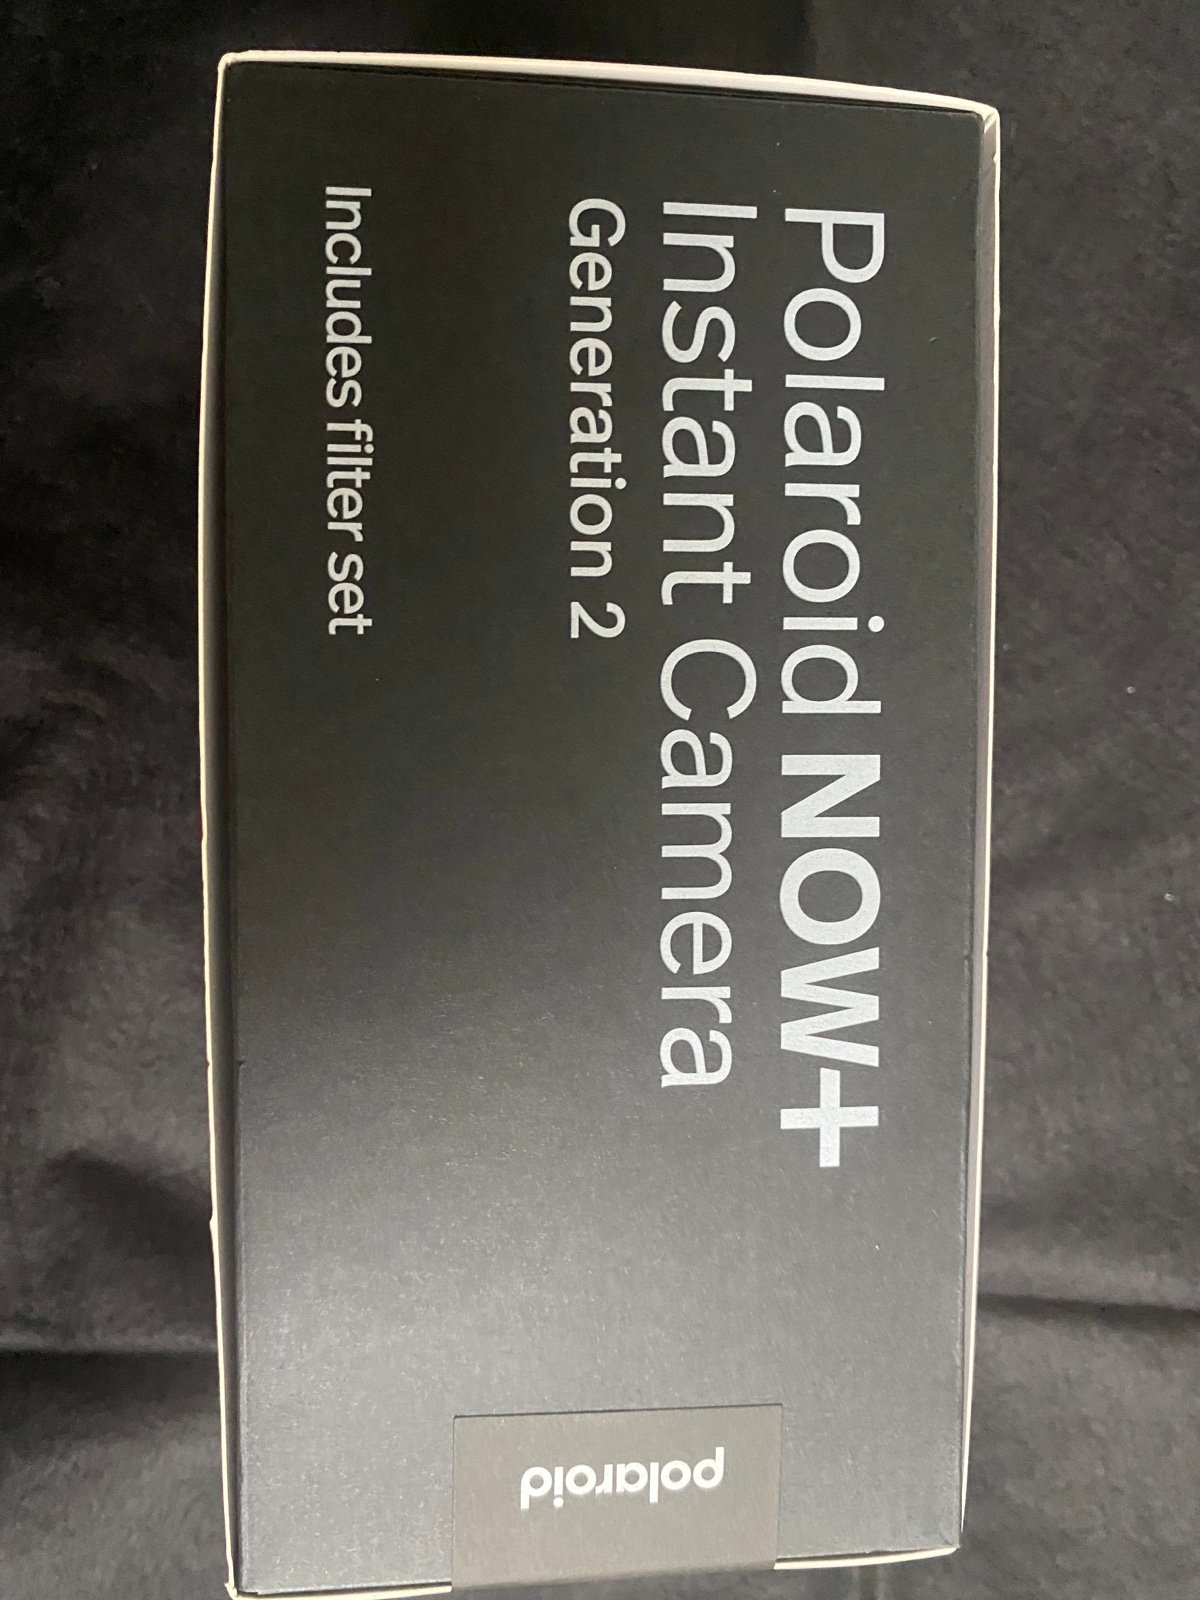 Polaroid NOW+
Instant Camera
Generation 2
Includes filter set
polaroid